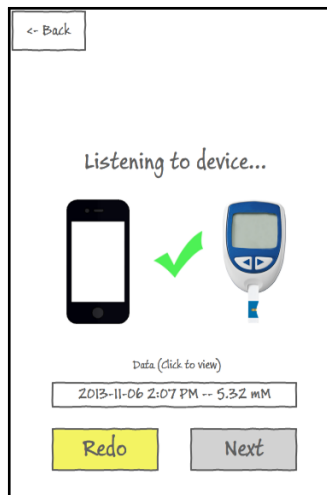 <- Back
Listening to device...
Data (Click to view)
2013-11-06 2:07 PM -- 5.32 mM
Redo
Next